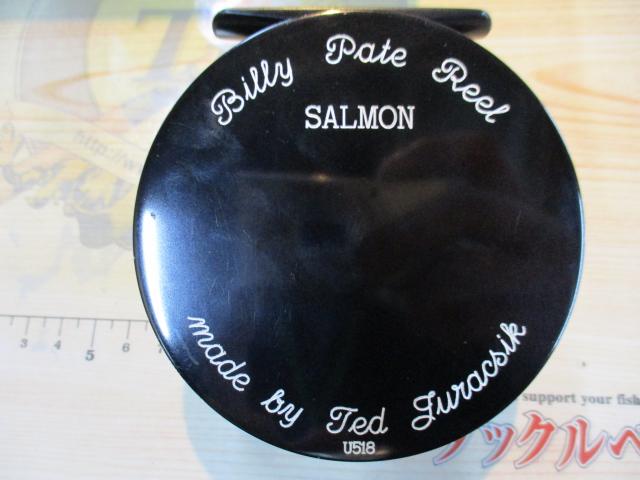 Billy Pate Reel
SALMON
made by Ted Juracsik
U518
3 4 5 6 7
support your fish
ックルベ